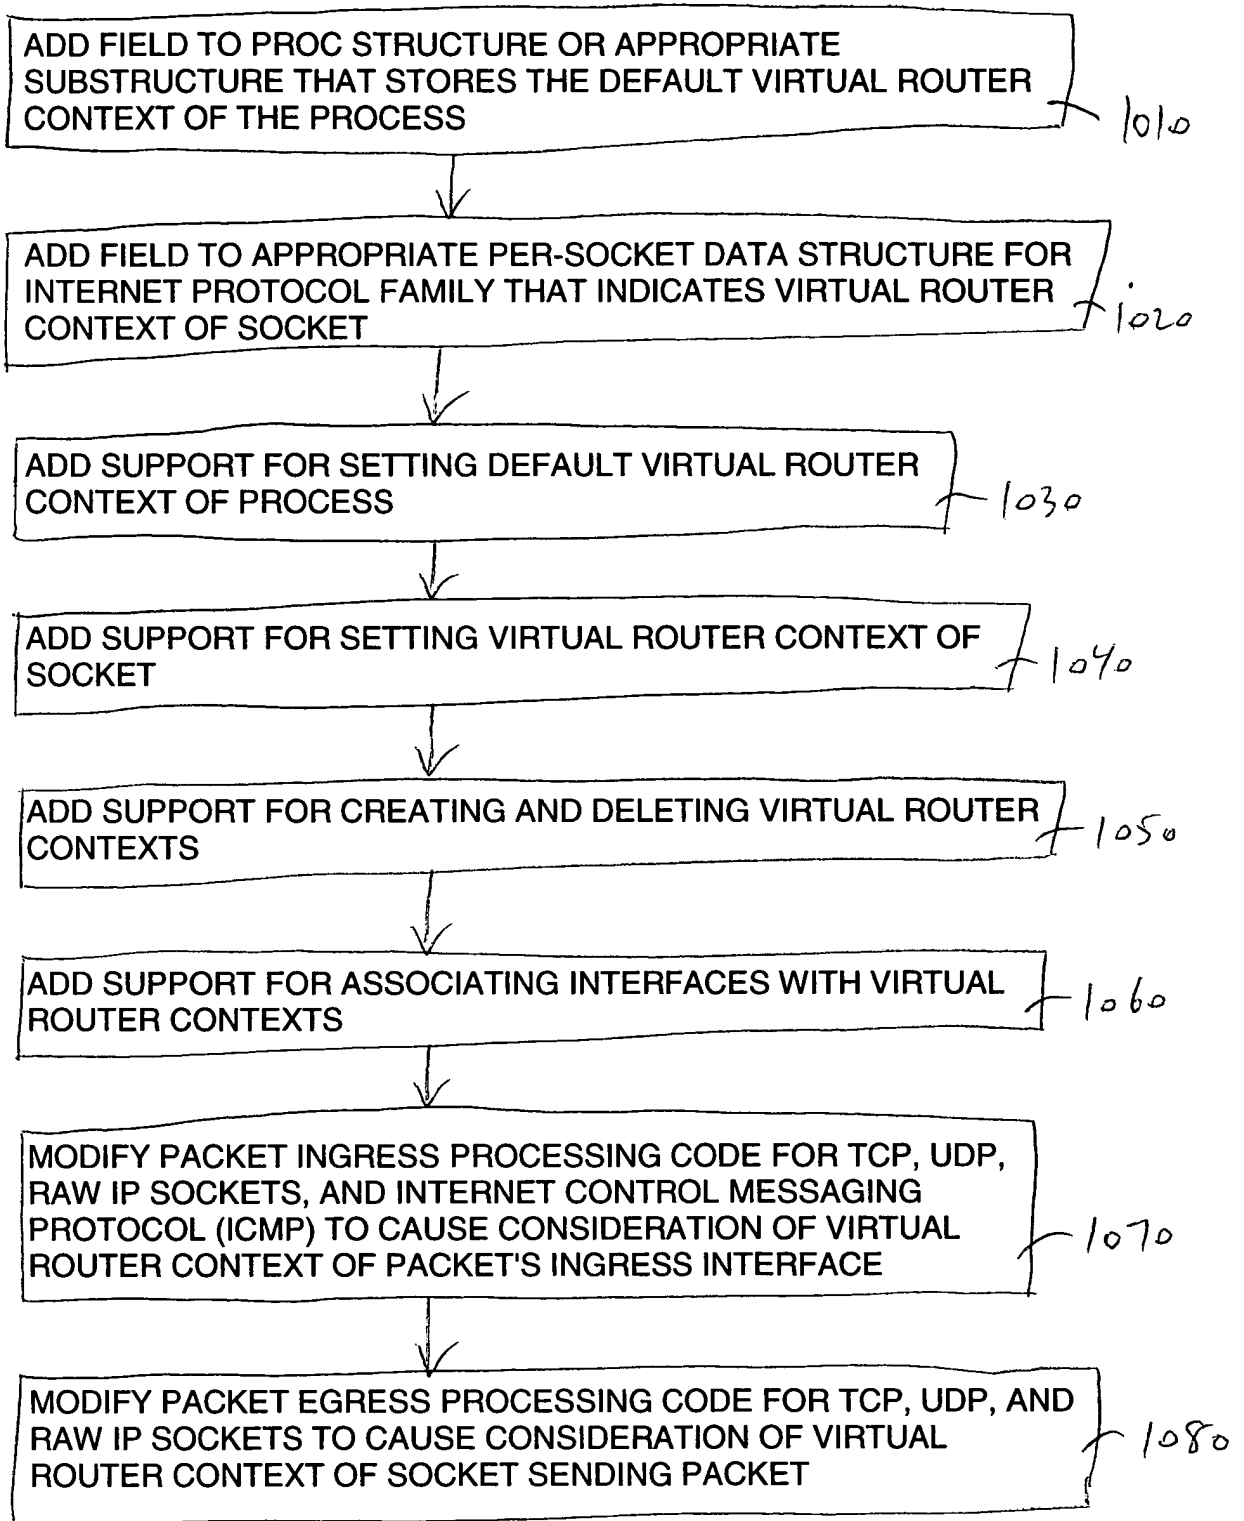 ADD FIELD TO PROC STRUCTURE OR APPROPRIATE
SUBSTRUCTURE THAT STORES THE DEFAULT VIRTUAL ROUTER
CONTEXT OF THE PROCESS
1010
ADD FIELD TO APPROPRIATE PER-SOCKET DATA STRUCTURE FOR
INTERNET PROTOCOL FAMILY THAT INDICATES VIRTUAL ROUTER
CONTEXT OF SOCKET
1020
ADD SUPPORT FOR SETTING DEFAULT VIRTUAL ROUTER
CONTEXT OF PROCESS
1030
ADD SUPPORT FOR SETTING VIRTUAL ROUTER CONTEXT OF
SOCKET
1040
ADD SUPPORT FOR CREATING AND DELETING VIRTUAL ROUTER
CONTEXTS
1050
ADD SUPPORT FOR ASSOCIATING INTERFACES WITH VIRTUAL
ROUTER CONTEXTS
1060
MODIFY PACKET INGRESS PROCESSING CODE FOR TCP, UDP,
RAW IP SOCKETS, AND INTERNET CONTROL MESSAGING
PROTOCOL (ICMP) TO CAUSE CONSIDERATION OF VIRTUAL
ROUTER CONTEXT OF PACKET'S INGRESS INTERFACE
1070
MODIFY PACKET EGRESS PROCESSING CODE FOR TCP, UDP, AND
RAW IP SOCKETS TO CAUSE CONSIDERATION OF VIRTUAL
ROUTER CONTEXT OF SOCKET SENDING PACKET
1080